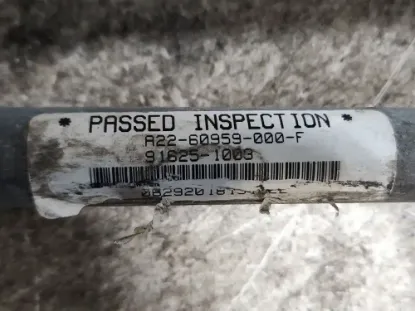 * PASSED INSPECTION *
A22-60959-000-F
91625-1003